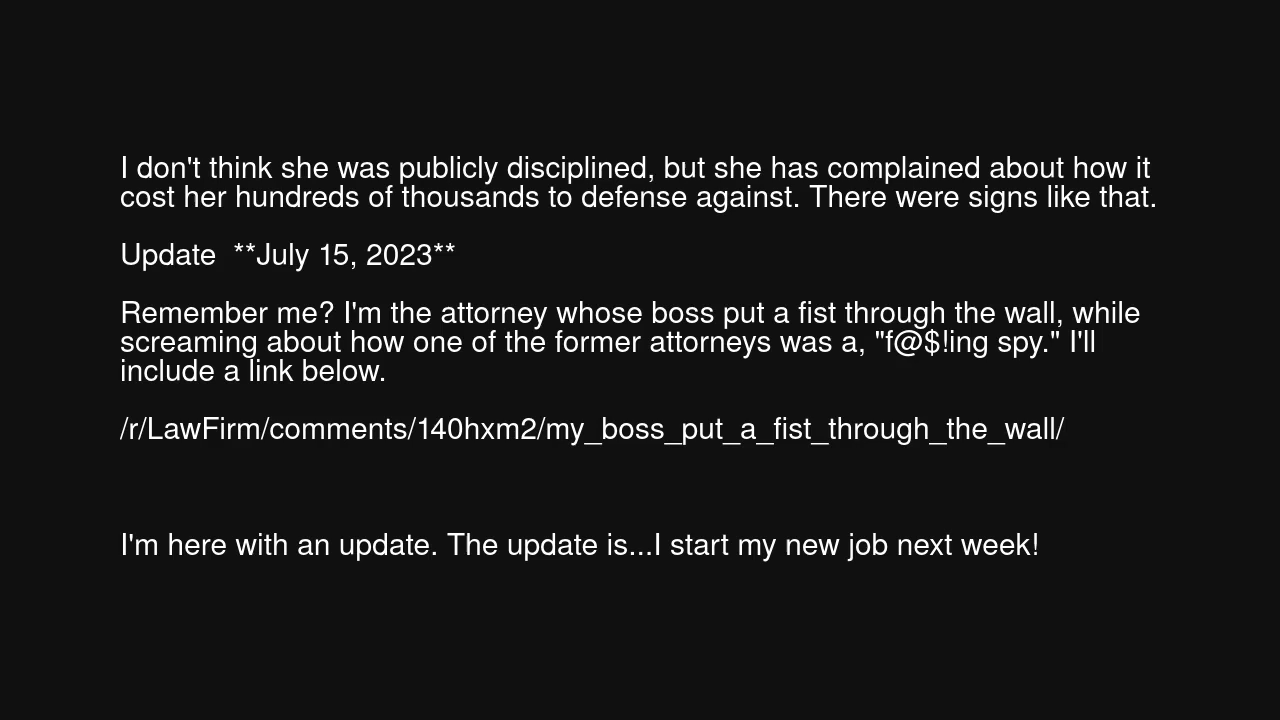 I don't think she was publicly disciplined, but she has complained about how it
cost her hundreds of thousands to defense against. There were signs like that.
Update  **July 15, 2023**
Remember me? I'm the attorney whose boss put a fist through the wall, while
screaming about how one of the former attorneys was a, "f@$!ing spy." I'll
include a link below.
/r/LawFirm/comments/140hxm2/my_boss_put_a_fist_through_the_wall/
I'm here with an update. The update is...I start my new job next week!